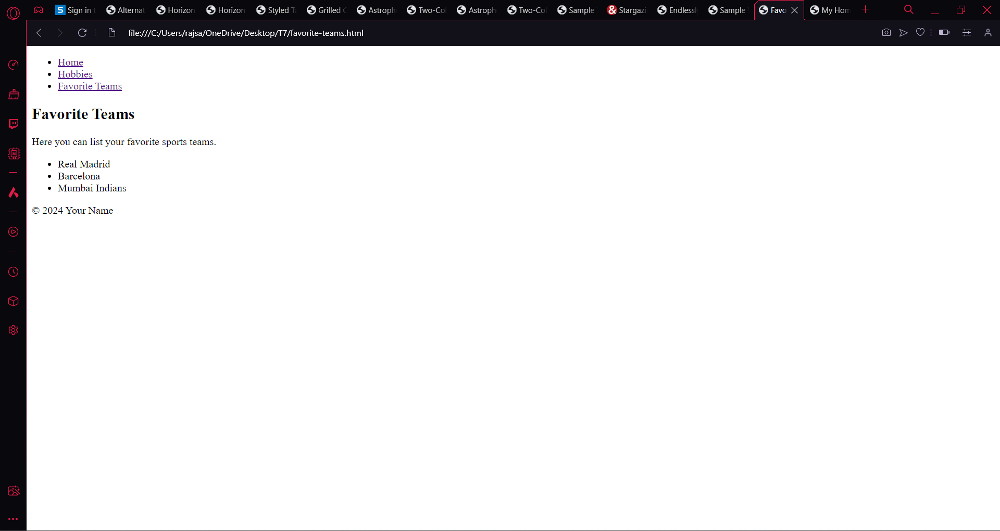 Sign in t
Alternat
Horizon
Horizon
Styled Ta
Grilled C
Astroph
Two-Col
Astroph
Two-Col
Sample
Stargazi
Endlessl
Sample
Favo
My Hom
file:///C:/Users/rajsa/OneDrive/Desktop/T7/favorite-teams.html
Home
Hobbies
Favorite Teams
Favorite Teams
Here you can list your favorite sports teams.
Real Madrid
Barcelona
Mumbai Indians
© 2024 Your Name